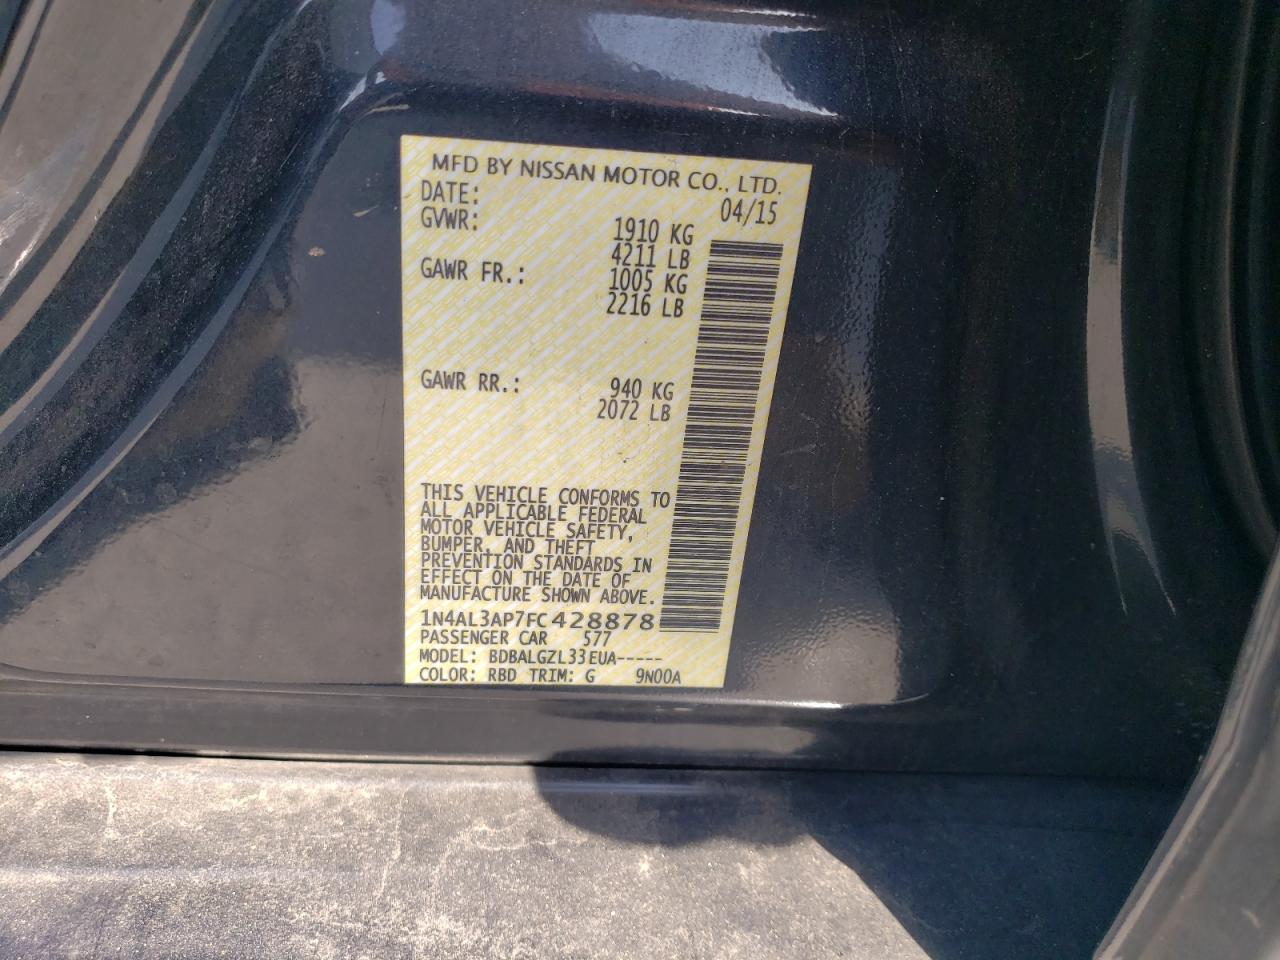 MFD BY NISSAN MOTOR CO., LTD.
DATE: 04/15
GVWR: 1910 KG
4211 LB
GAWR FR.: 1005 KG
2216 LB
GAWR RR.: 940 KG
2072 LB
THIS VEHICLE CONFORMS TO
ALL APPLICABLE FEDERAL
MOTOR VEHICLE SAFETY,
BUMPER, AND THEFT
PREVENTION STANDARDS IN
EFFECT ON THE DATE OF
MANUFACTURE SHOWN ABOVE.
1N4AL3AP7FC428878
PASSENGER CAR 577
MODEL: BDBALGZL33EUA-----
COLOR: RBD TRIM: G 9N00A